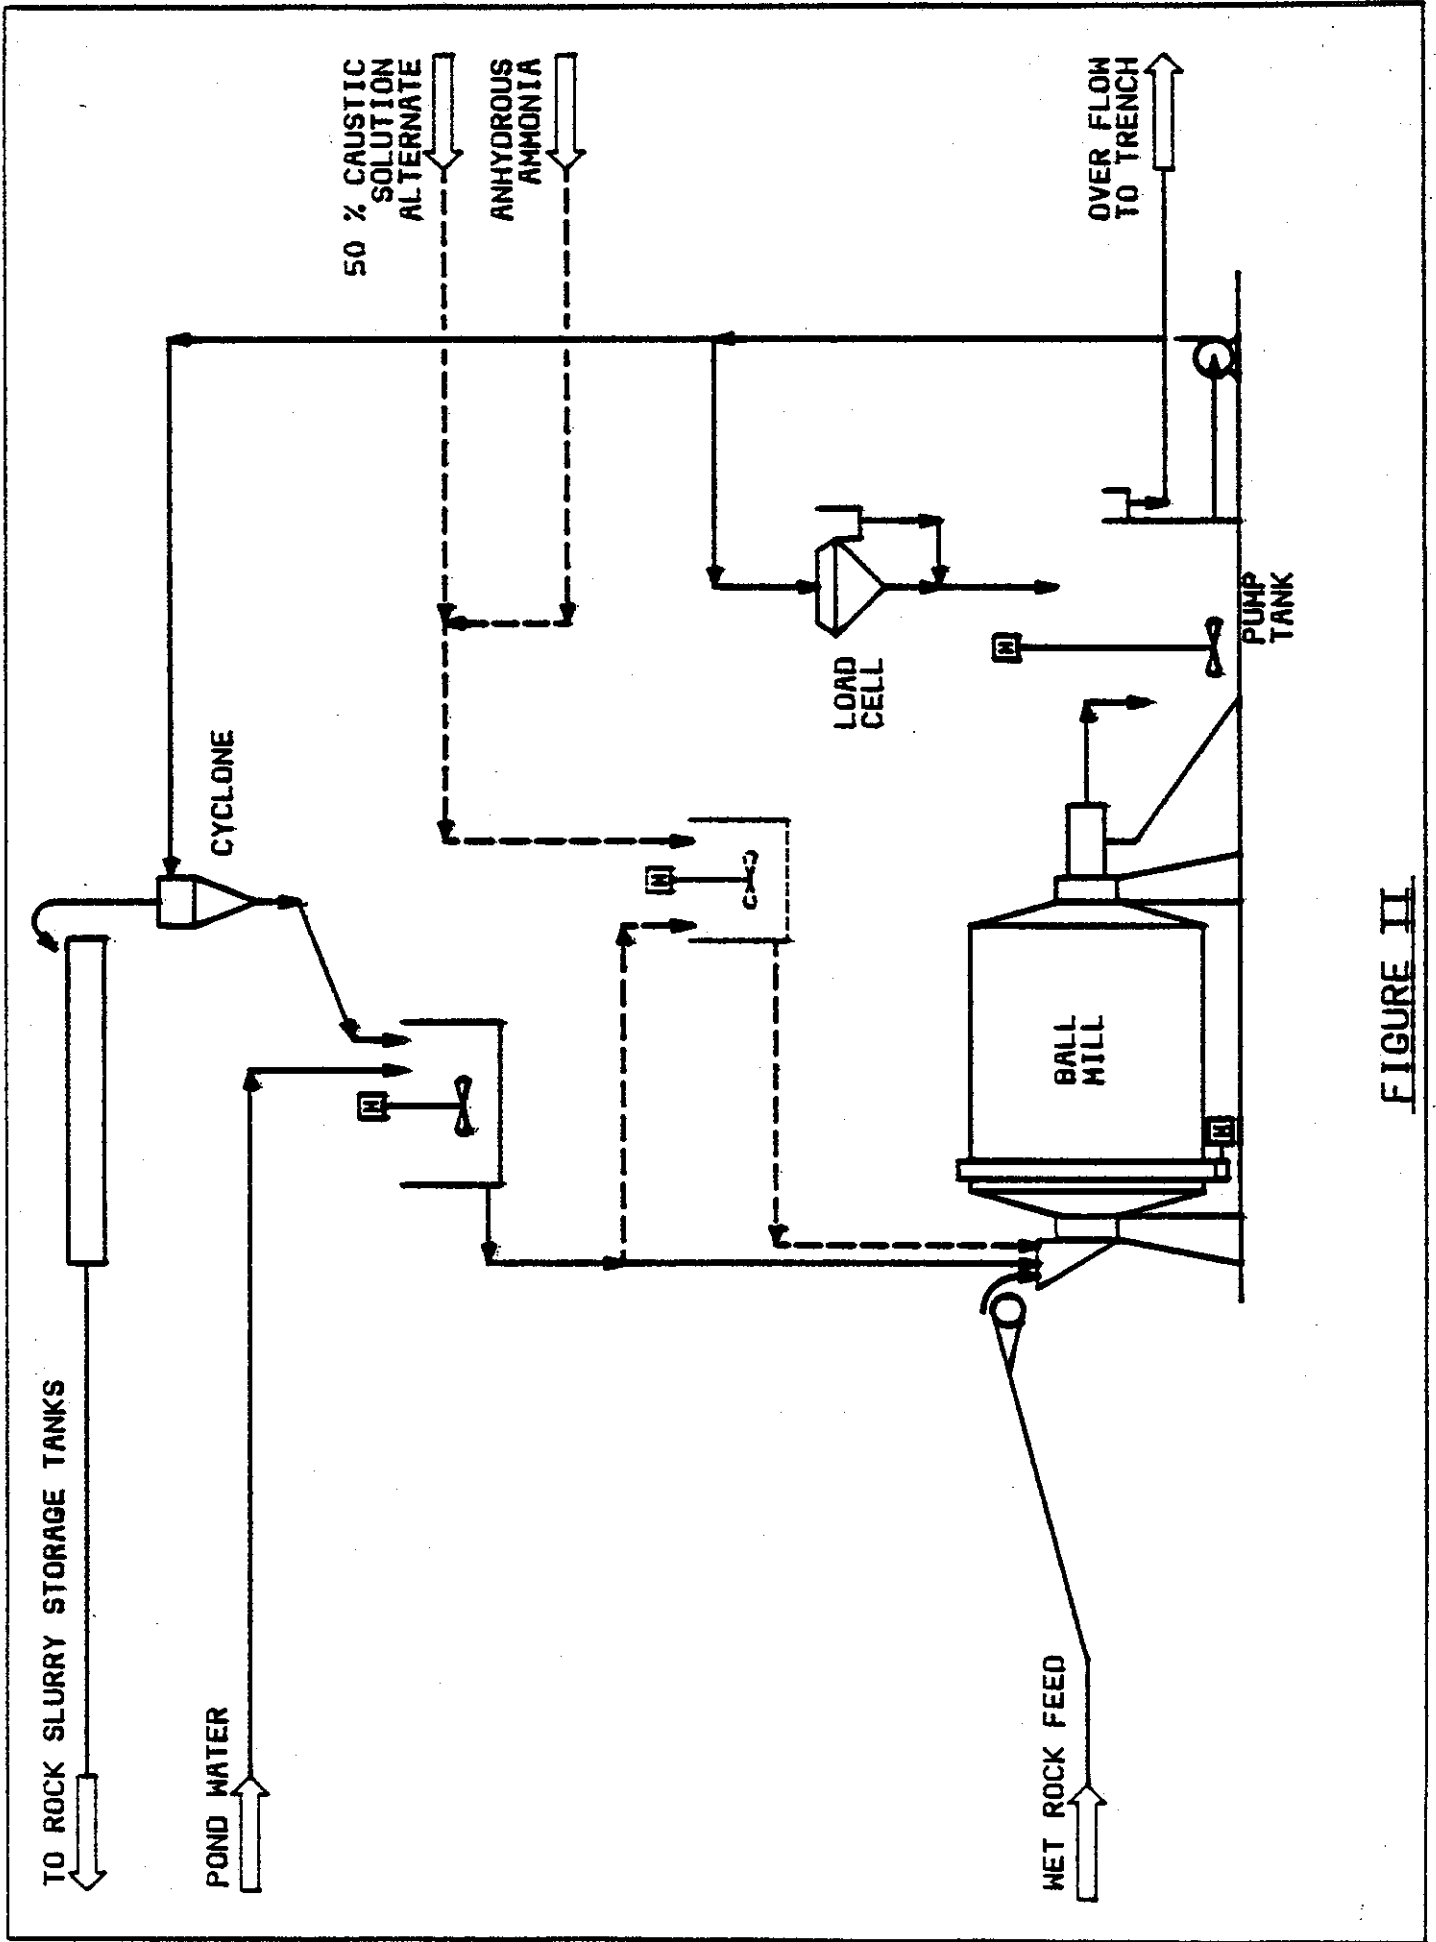 TO ROCK SLURRY STORAGE TANKS
POND WATER
CYCLONE
50 % CAUSTIC
SOLUTION
ALTERNATE
ANHYDROUS
AMMONIA
M
M
LOAD
CELL
M
WET ROCK FEED
BALL
MILL
M
OVER FLOW
TO TRENCH
PUMP
TANK
FIGURE II